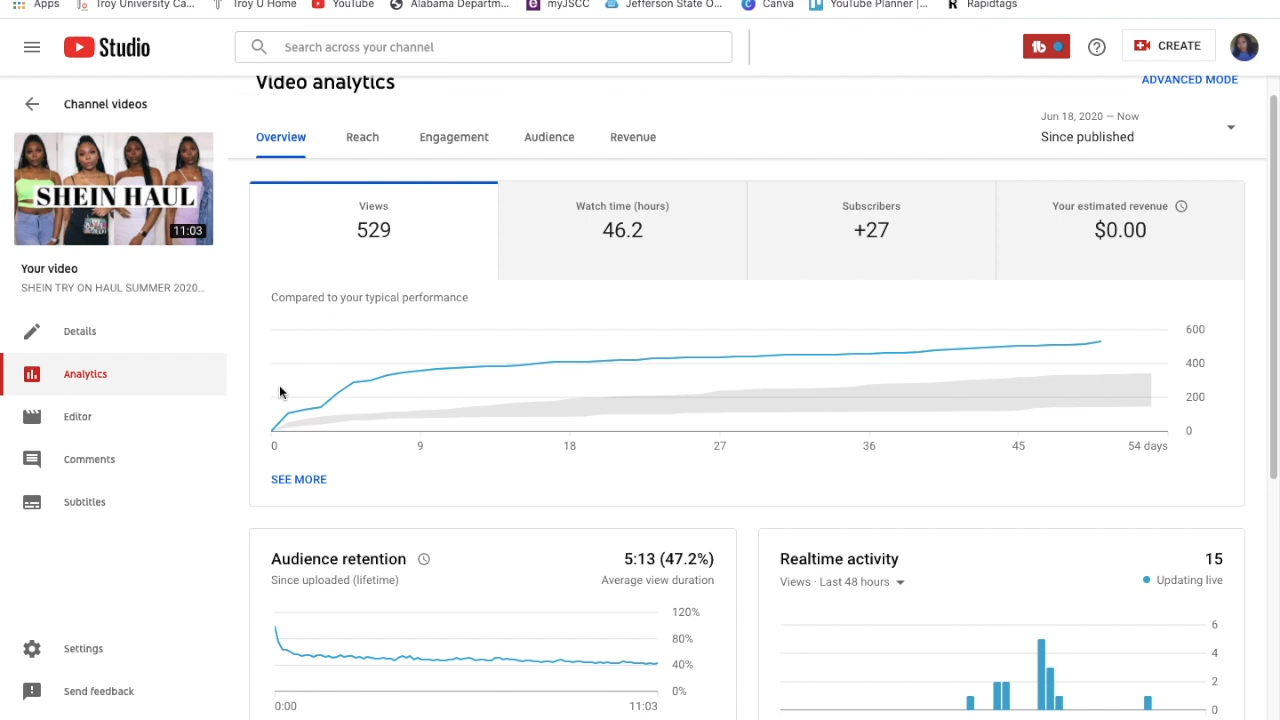 Apps Troy University Ca... Troy U Home YouTube Alabama Departm... myJSCC Jefferson State O... Canva YouTube Planner |... Rapidtags
Studio
Search across your channel
CREATE
Channel videos
Video analytics
ADVANCED MODE
Overview
Reach
Engagement
Audience
Revenue
Jun 18, 2020 – Now
Since published
SHEIN HAUL
11:03
Your video
SHEIN TRY ON HAUL SUMMER 2020...
Details
Analytics
Editor
Comments
Subtitles
Settings
Send feedback
Views
529
Watch time (hours)
46.2
Subscribers
+27
Your estimated revenue
$0.00
Compared to your typical performance
600
400
200
0
0 9 18 27 36 45 54 days
SEE MORE
Audience retention
5:13 (47.2%)
Since uploaded (lifetime)
Average view duration
120%
80%
40%
0%
0:00 11:03
Realtime activity
15
Views · Last 48 hours
Updating live
6
4
2
0